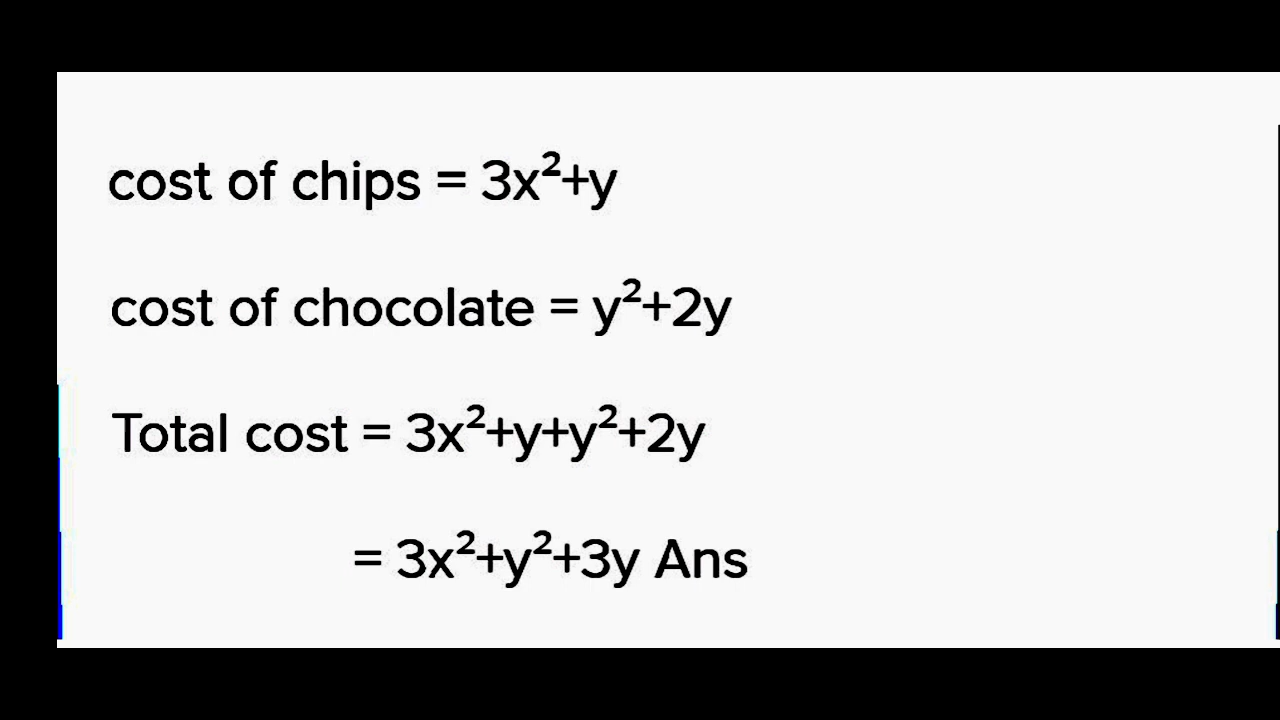 cost of chips = 3x²+y
cost of chocolate = y²+2y
Total cost = 3x²+y+y²+2y
= 3x²+y²+3y Ans